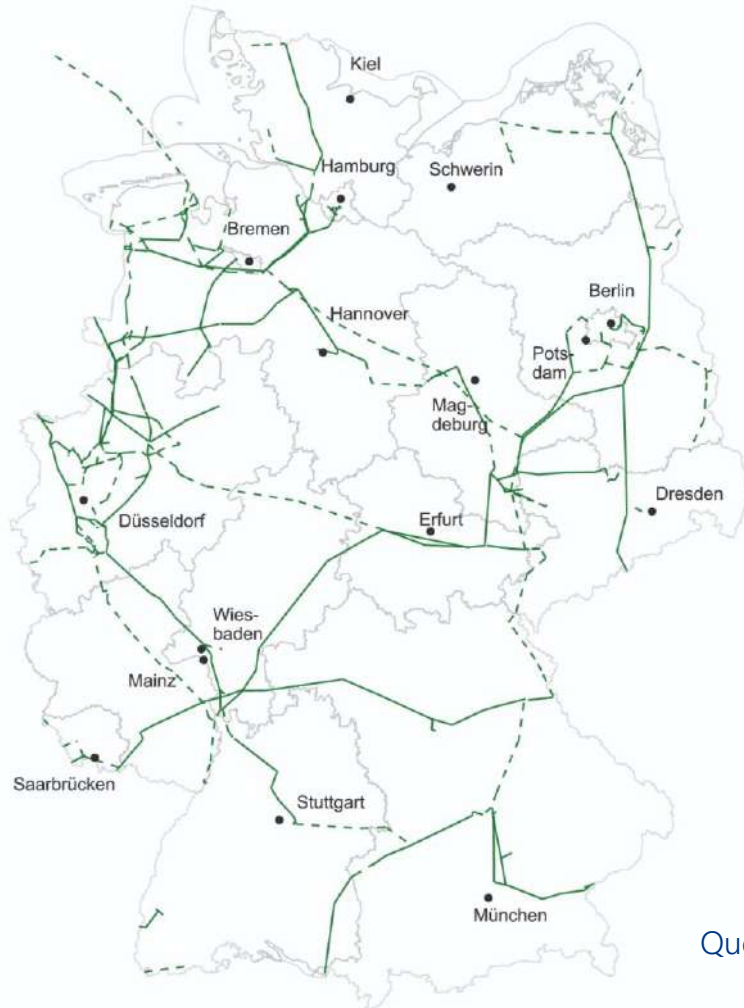 Kiel
Hamburg
Schwerin
Bremen
Berlin
Hannover
Pots-
dam
Mag-
deburg
Düsseldorf
Erfurt
Dresden
Wies-
baden
Mainz
Saarbrücken
Stuttgart
München